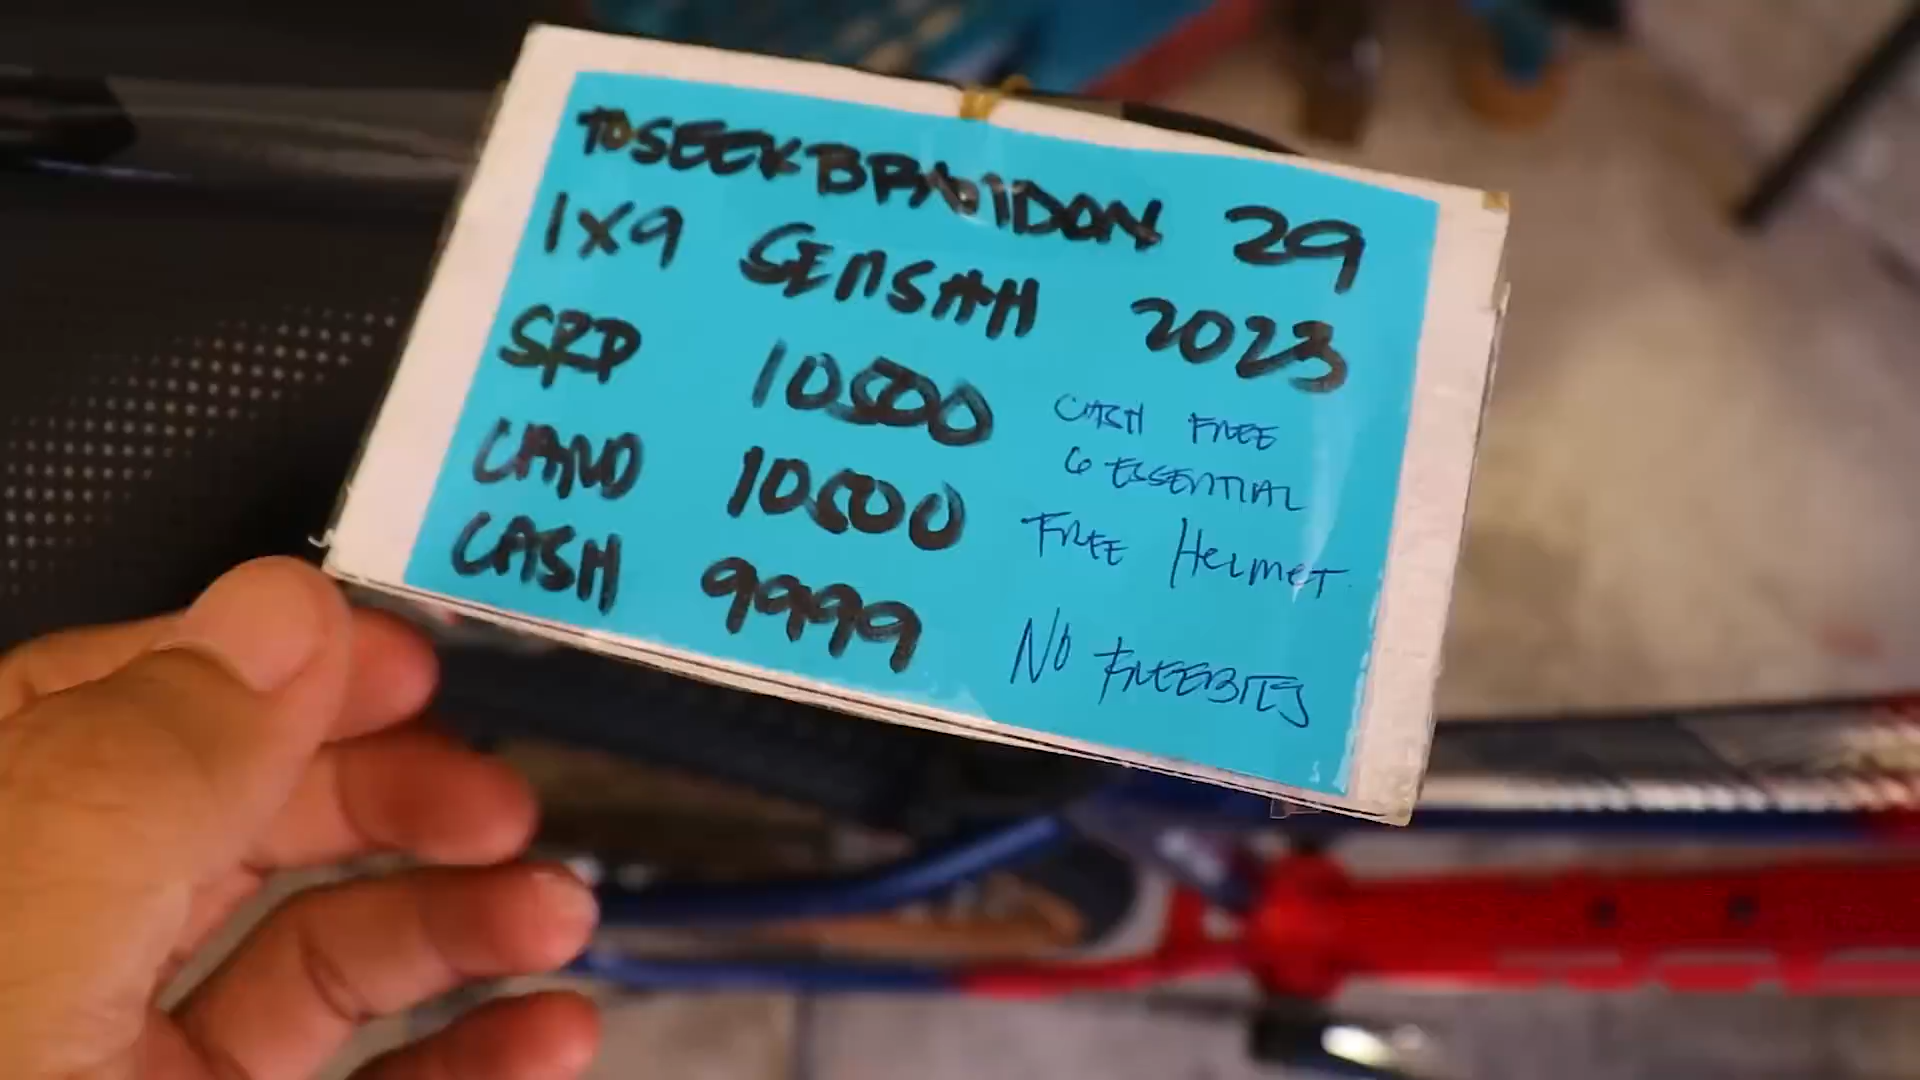 TOSEEK BRANDON 29
1X9 SENSAH 2023
SRP 10500
CARD 10500
CASH 9999
CASH FREE
6 ESSENTIAL
FREE HELMET
NO FREEBIES